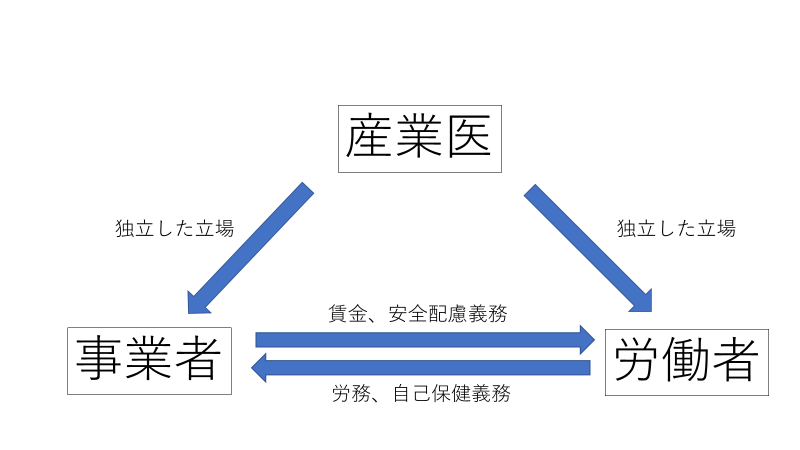 産業医
独立した立場
独立した立場
賃金、安全配慮義務
事業者
労働者
労務、自己保健義務